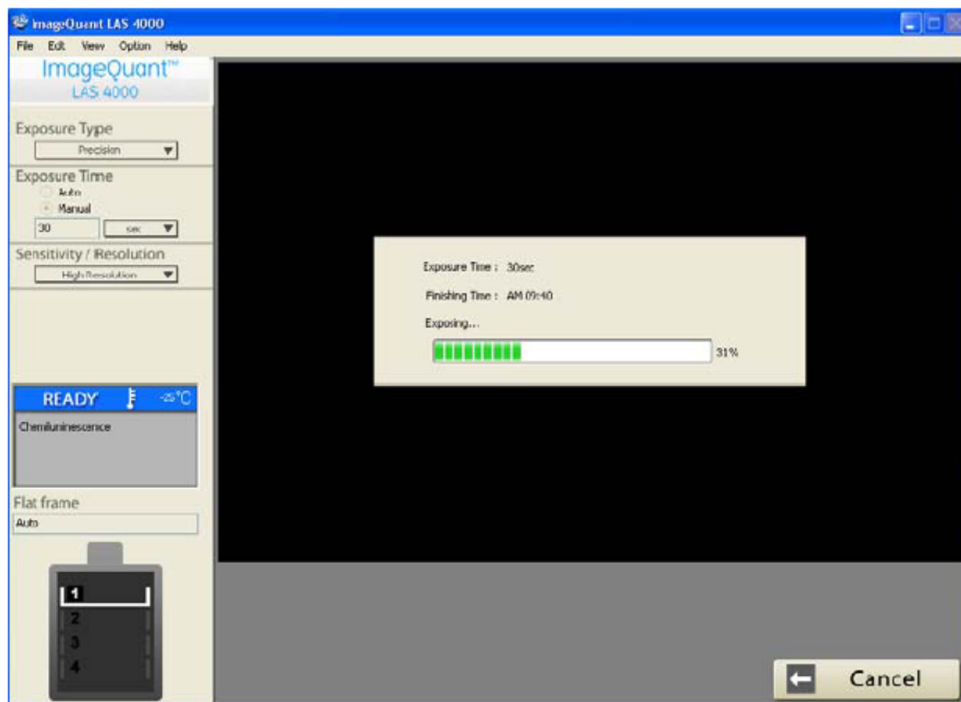 ImageQuant LAS 4000
File Edit View Option Help
ImageQuant™
LAS 4000
Exposure Type
Precision
Exposure Time
Auto
Manual
30 sec
Sensitivity / Resolution
High Resolution
READY -25°C
Chemiluminescence
Flat frame
Auto
1
2
3
4
Exposure Time : 30sec
Finishing Time : AM 09:40
Exposing...
31%
Cancel